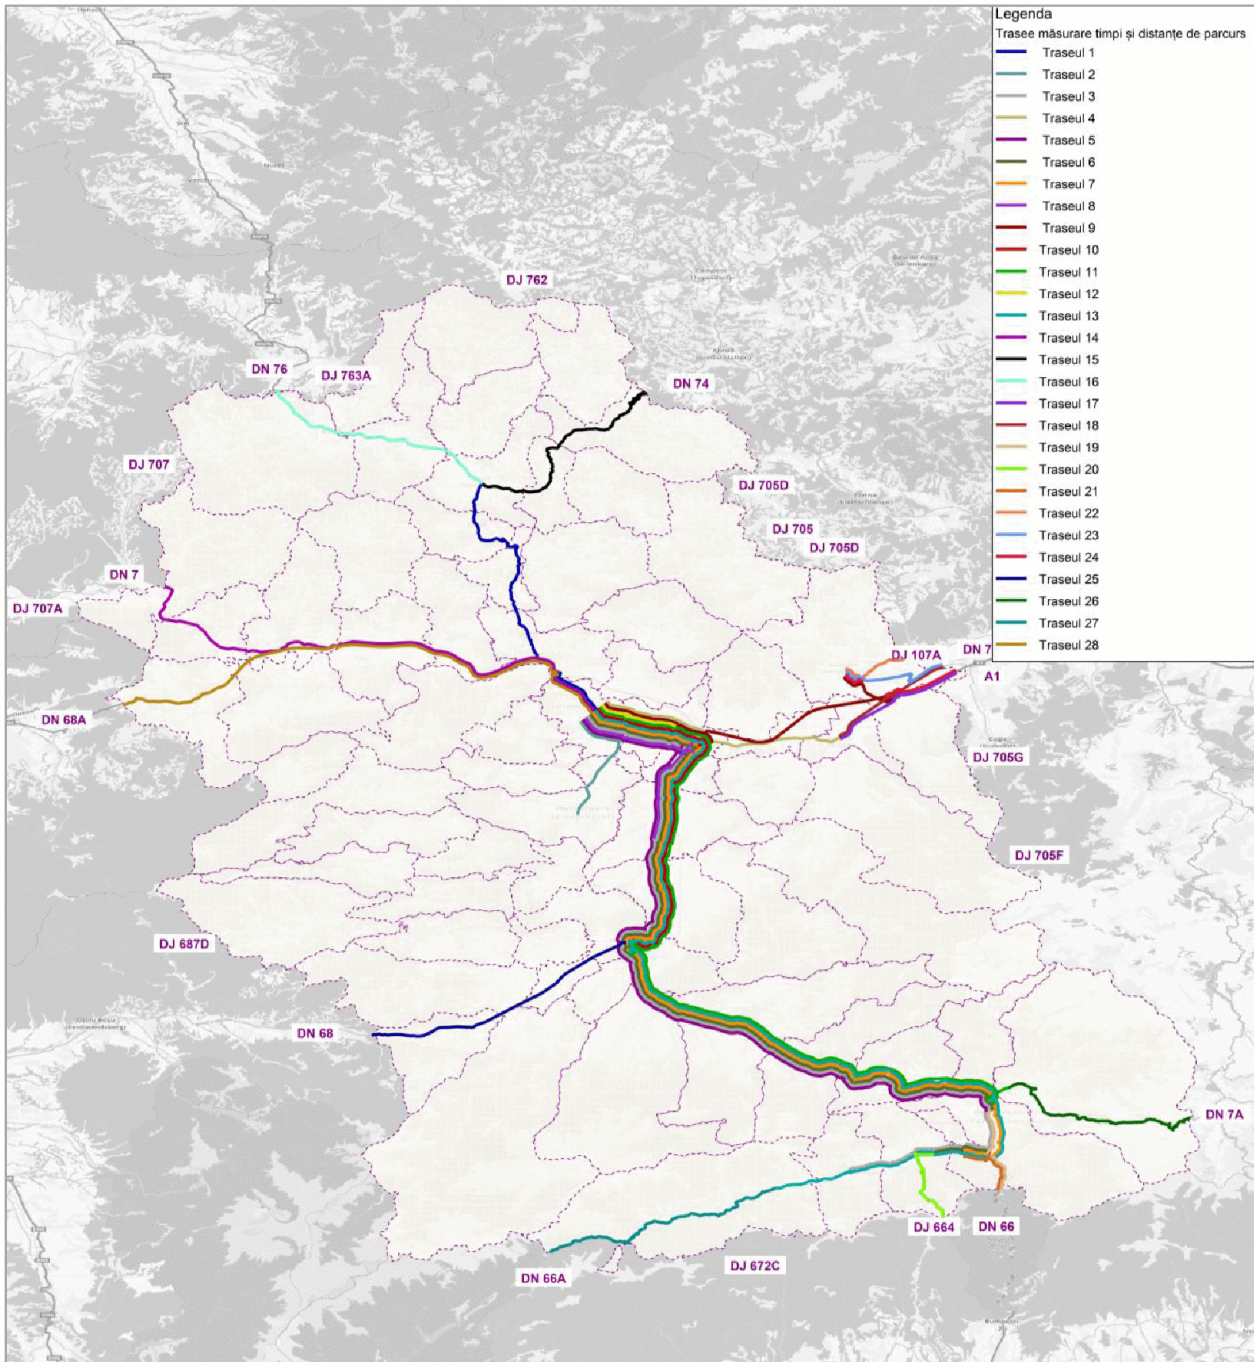 Legenda
Trasee măsurare timpi și distanțe de parcurs
Traseul 1
Traseul 2
Traseul 3
Traseul 4
Traseul 5
Traseul 6
Traseul 7
Traseul 8
Traseul 9
Traseul 10
Traseul 11
Traseul 12
Traseul 13
Traseul 14
Traseul 15
Traseul 16
Traseul 17
Traseul 18
Traseul 19
Traseul 20
Traseul 21
Traseul 22
Traseul 23
Traseul 24
Traseul 25
Traseul 26
Traseul 27
Traseul 28
DJ 762
DN 76
DJ 763A
DN 74
DJ 707
DJ 705D
DJ 705
DJ 705D
DN 7
DJ 707A
DJ 107A
DN 7
A1
DN 68A
DJ 705G
DJ 705F
DJ 687D
DN 68
DN 7A
DJ 664
DN 66
DJ 672C
DN 66A